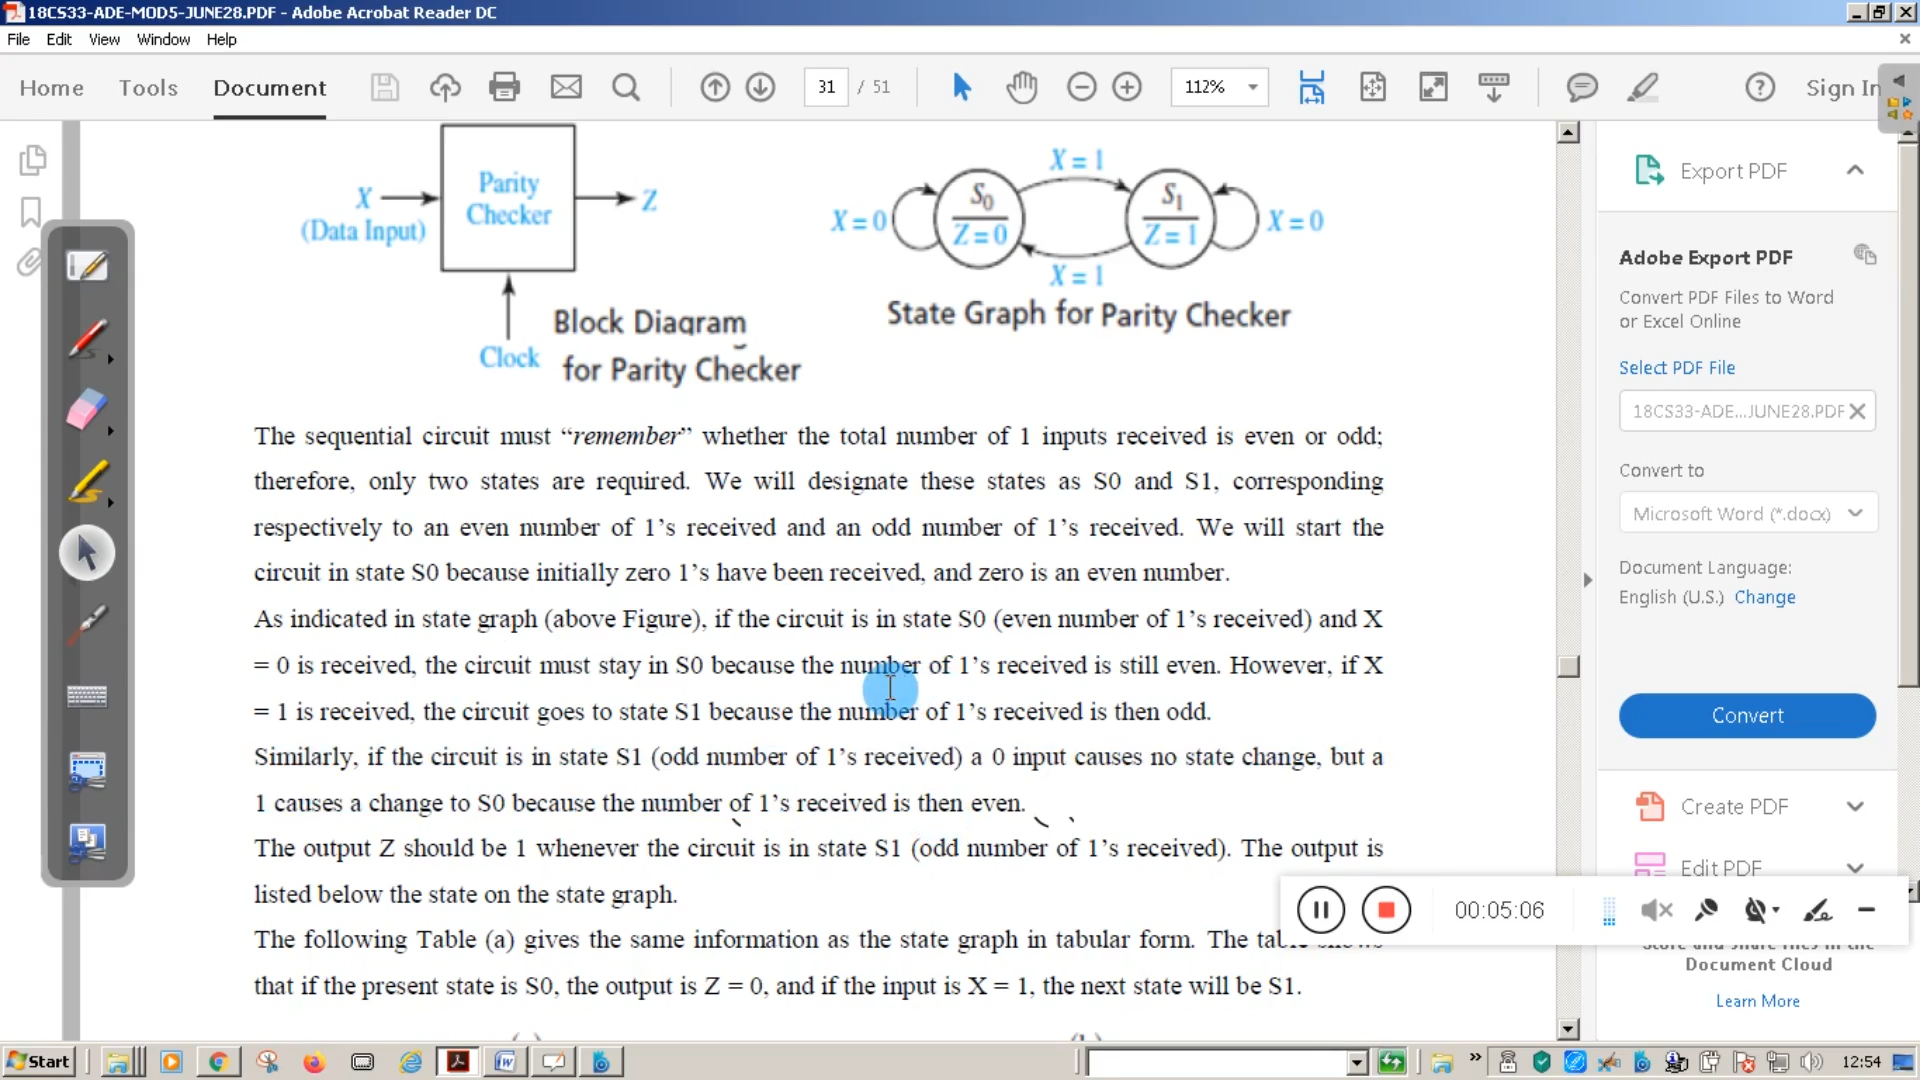 18CS33-ADE-MOD5-JUNE28.PDF - Adobe Acrobat Reader DC
File Edit View Window Help
Home Tools Document 31 / 51 112% Sign In
X
(Data Input)
Parity
Checker
Z
Clock
Block Diagram
for Parity Checker
X = 1
X = 0
S0
Z = 0
S1
Z = 1
X = 0
X = 1
State Graph for Parity Checker
The sequential circuit must “remember” whether the total number of 1 inputs received is even or odd;
therefore, only two states are required. We will designate these states as S0 and S1, corresponding
respectively to an even number of 1’s received and an odd number of 1’s received. We will start the
circuit in state S0 because initially zero 1’s have been received, and zero is an even number.
As indicated in state graph (above Figure), if the circuit is in state S0 (even number of 1’s received) and X
= 0 is received, the circuit must stay in S0 because the number of 1’s received is still even. However, if X
= 1 is received, the circuit goes to state S1 because the number of 1’s received is then odd.
Similarly, if the circuit is in state S1 (odd number of 1’s received) a 0 input causes no state change, but a
1 causes a change to S0 because the number of 1’s received is then even.
The output Z should be 1 whenever the circuit is in state S1 (odd number of 1’s received). The output is
listed below the state on the state graph.
The following Table (a) gives the same information as the state graph in tabular form. The table shows
that if the present state is S0, the output is Z = 0, and if the input is X = 1, the next state will be S1.
Export PDF
Adobe Export PDF
Convert PDF Files to Word
or Excel Online
Select PDF File
18CS33-ADE...JUNE28.PDF
Convert to
Microsoft Word (*.docx)
Document Language:
English (U.S.) Change
Convert
Create PDF
Edit PDF
00:05:06
Store and share files in the
Document Cloud
Learn More
Start
12:54